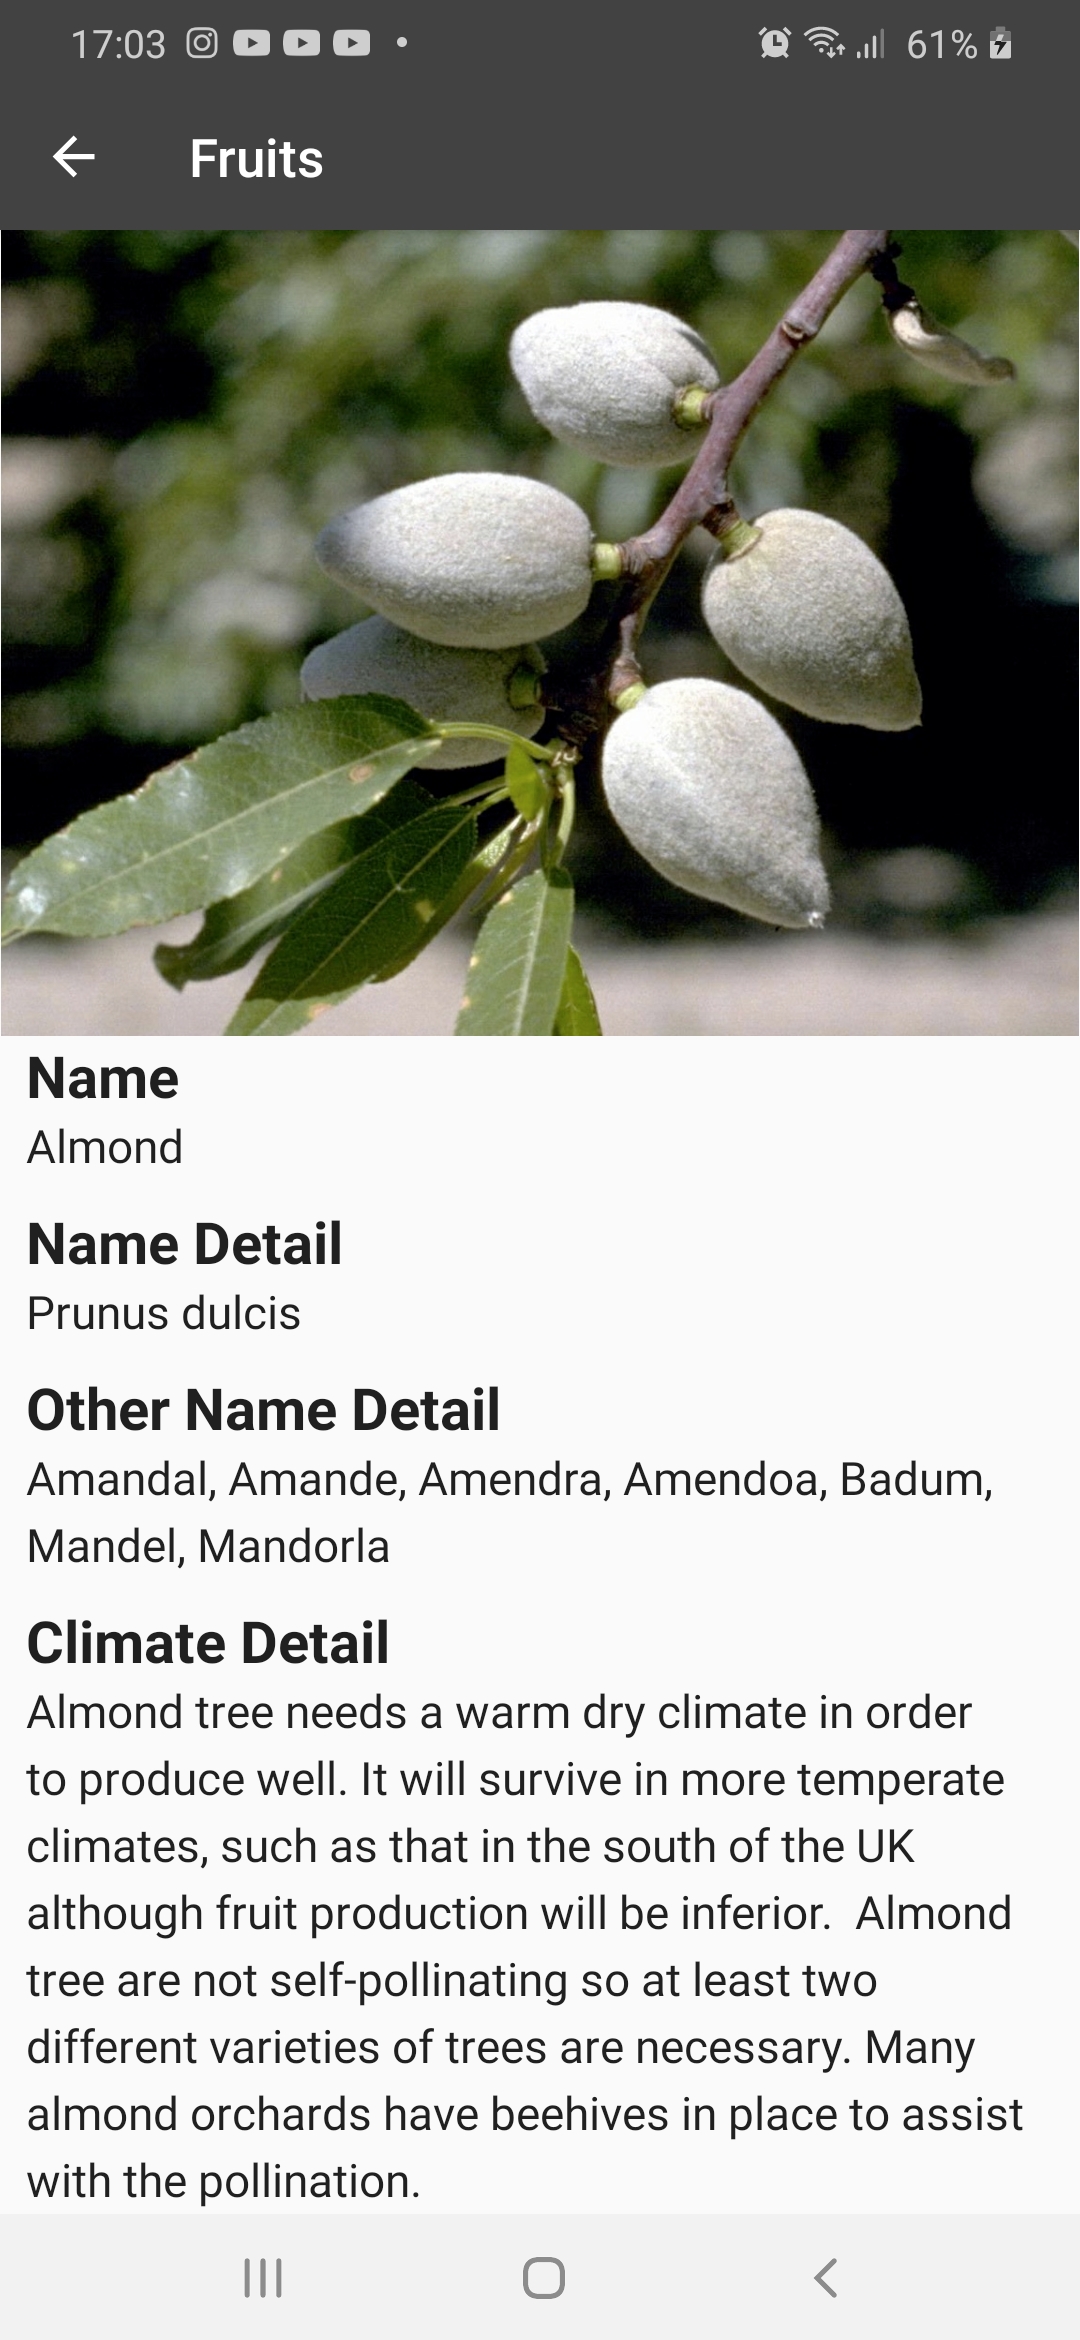 17:03
61%
Fruits
Name
Almond
Name Detail
Prunus dulcis
Other Name Detail
Amandal, Amande, Amendra, Amendoa, Badum,
Mandel, Mandorla
Climate Detail
Almond tree needs a warm dry climate in order
to produce well. It will survive in more temperate
climates, such as that in the south of the UK
although fruit production will be inferior.  Almond
tree are not self-pollinating so at least two
different varieties of trees are necessary. Many
almond orchards have beehives in place to assist
with the pollination.